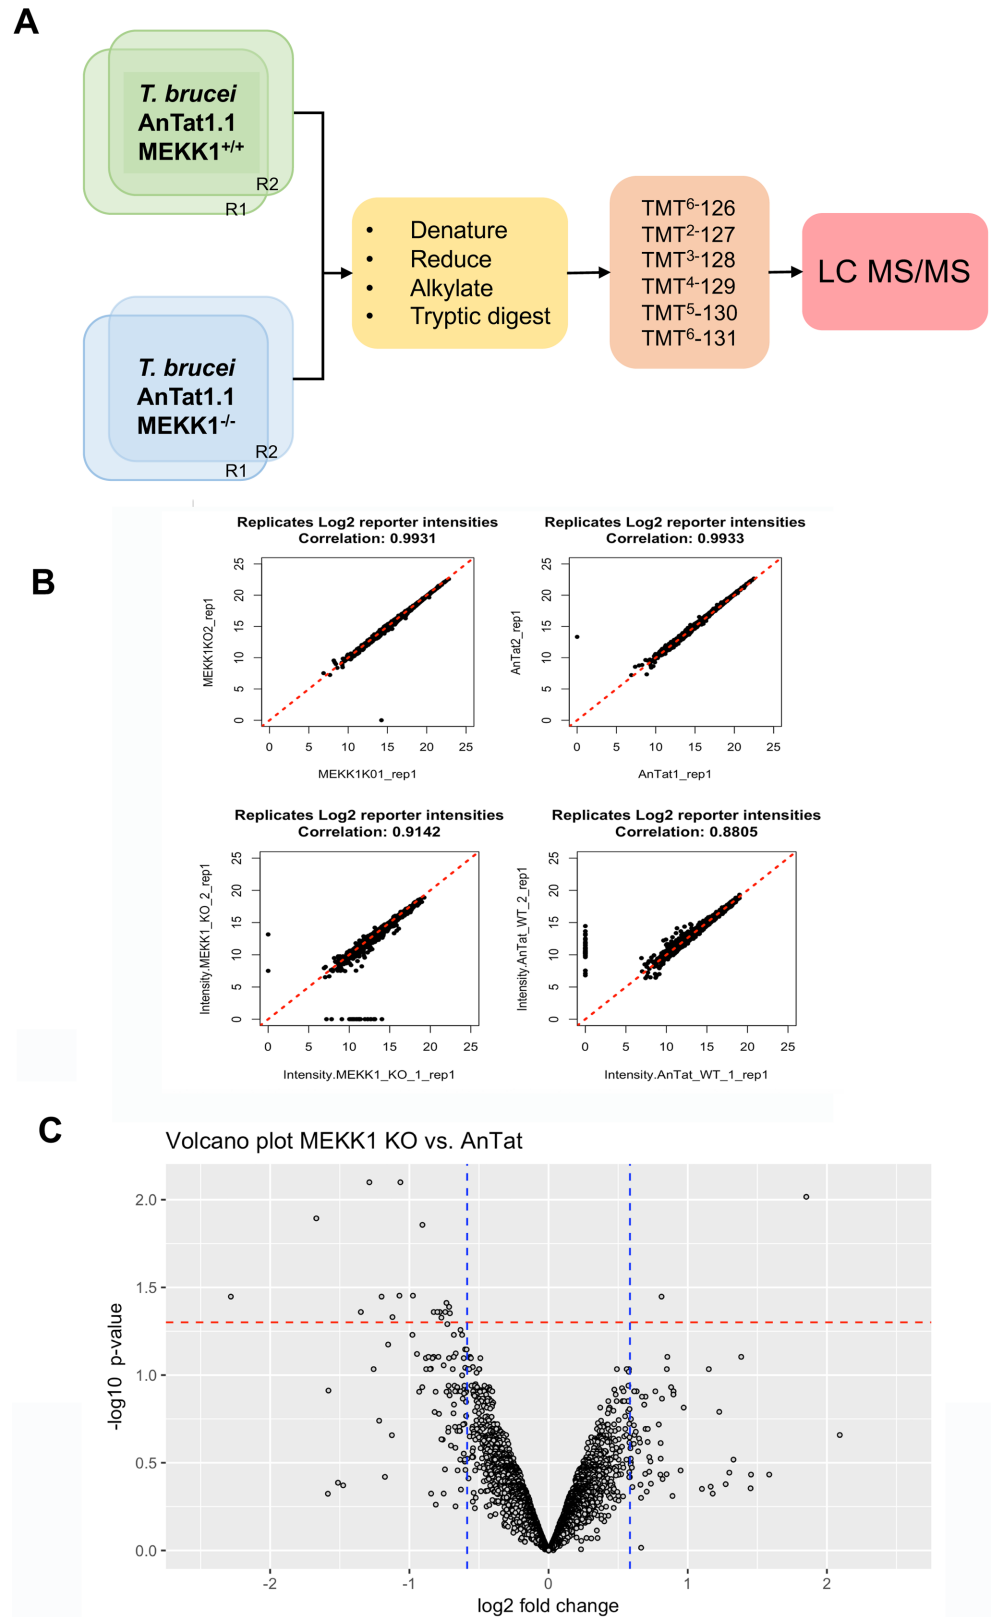 A
T. brucei
AnTat1.1
MEKK1+/+
R2
R1
T. brucei
AnTat1.1
MEKK1-/-
R2
R1
• Denature
• Reduce
• Alkylate
• Tryptic digest
TMT6-126
TMT2-127
TMT3-128
TMT4-129
TMT5-130
TMT6-131
LC MS/MS
B
Replicates Log2 reporter intensities
Correlation: 0.9931
MEKK1KO2_rep1
25
20
15
10
5
0
0 5 10 15 20 25
MEKK1K01_rep1
Replicates Log2 reporter intensities
Correlation: 0.9933
AnTat2_rep1
25
20
15
10
5
0
0 5 10 15 20 25
AnTat1_rep1
Replicates Log2 reporter intensities
Correlation: 0.9142
Intensity.MEKK1_KO_2_rep1
25
20
15
10
5
0
0 5 10 15 20 25
Intensity.MEKK1_KO_1_rep1
Replicates Log2 reporter intensities
Correlation: 0.8805
Intensity.AnTat_WT_2_rep1
25
20
15
10
5
0
0 5 10 15 20 25
Intensity.AnTat_WT_1_rep1
C
Volcano plot MEKK1 KO vs. AnTat
-log10 p-value
2.0
1.5
1.0
0.5
0.0
-2 -1 0 1 2
log2 fold change